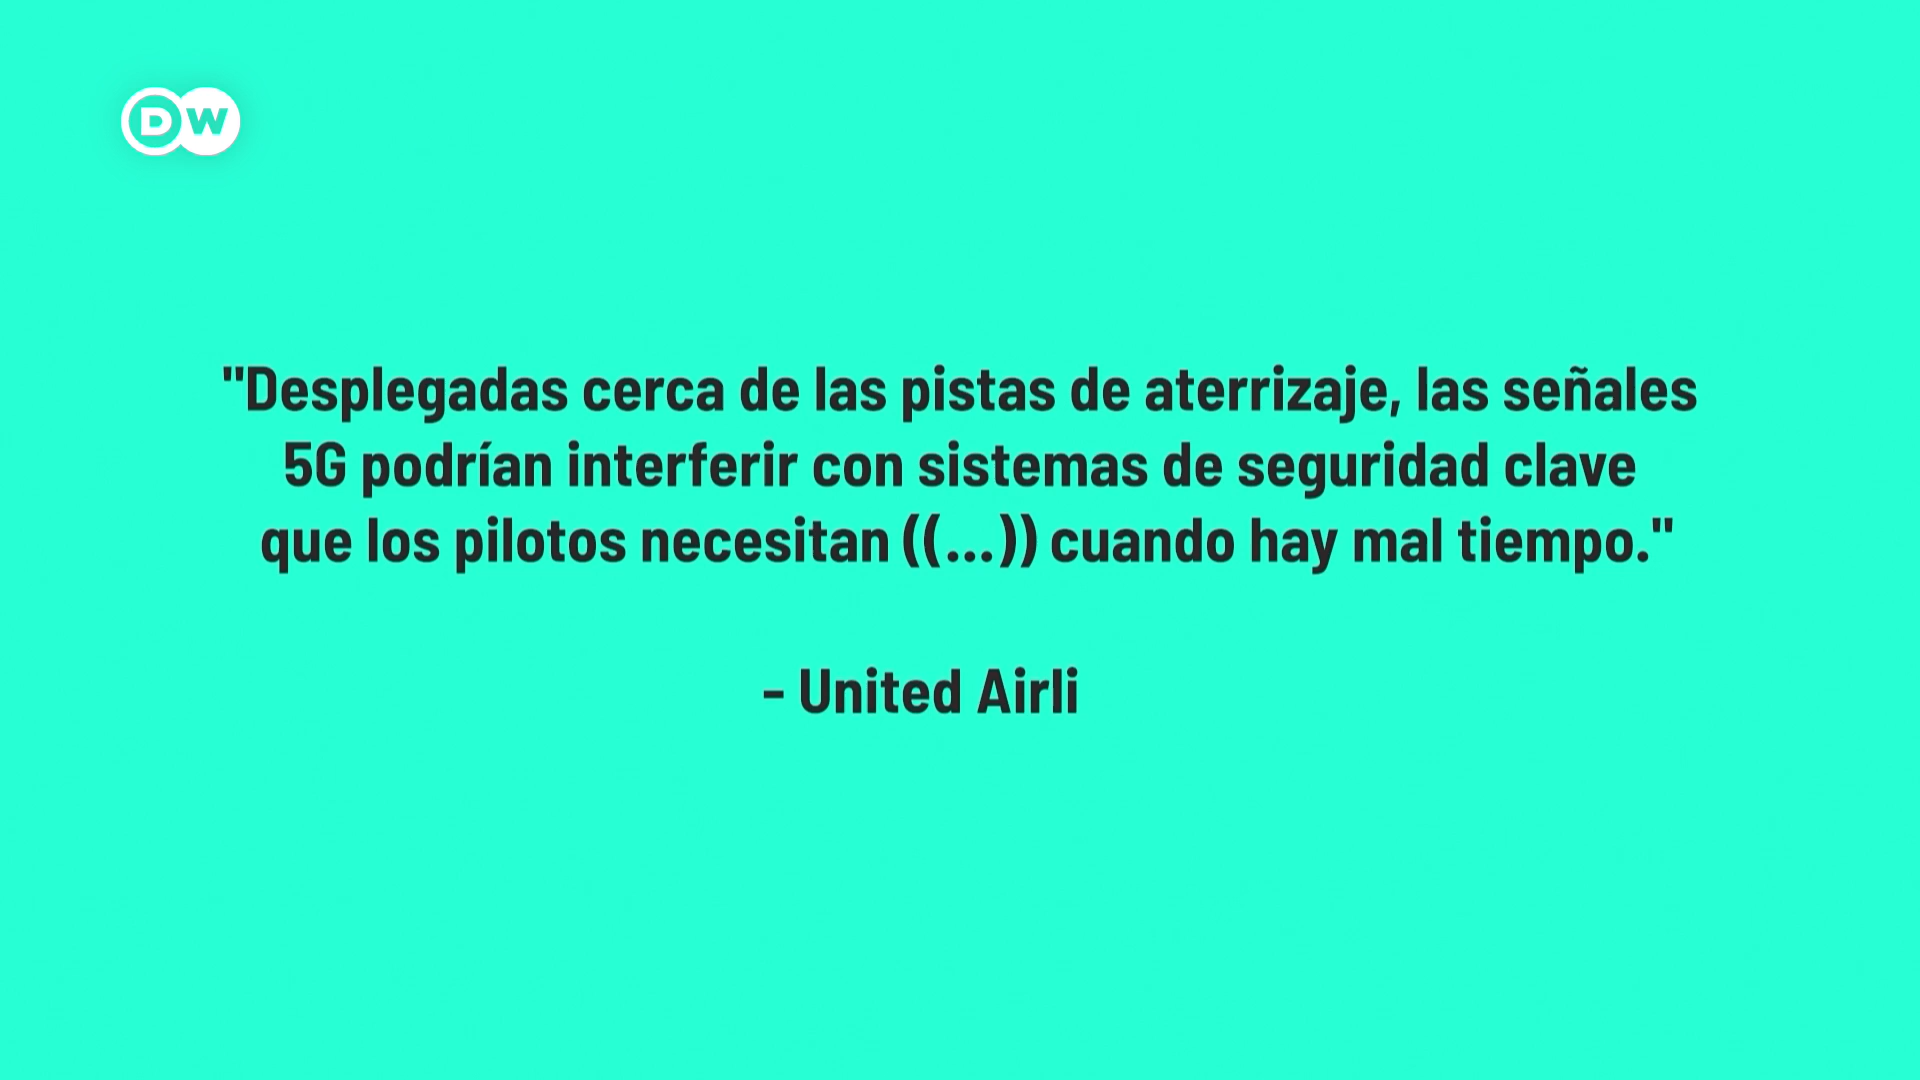 DW
"Desplegadas cerca de las pistas de aterrizaje, las señales
5G podrían interferir con sistemas de seguridad clave
que los pilotos necesitan ((...)) cuando hay mal tiempo."
- United Airli